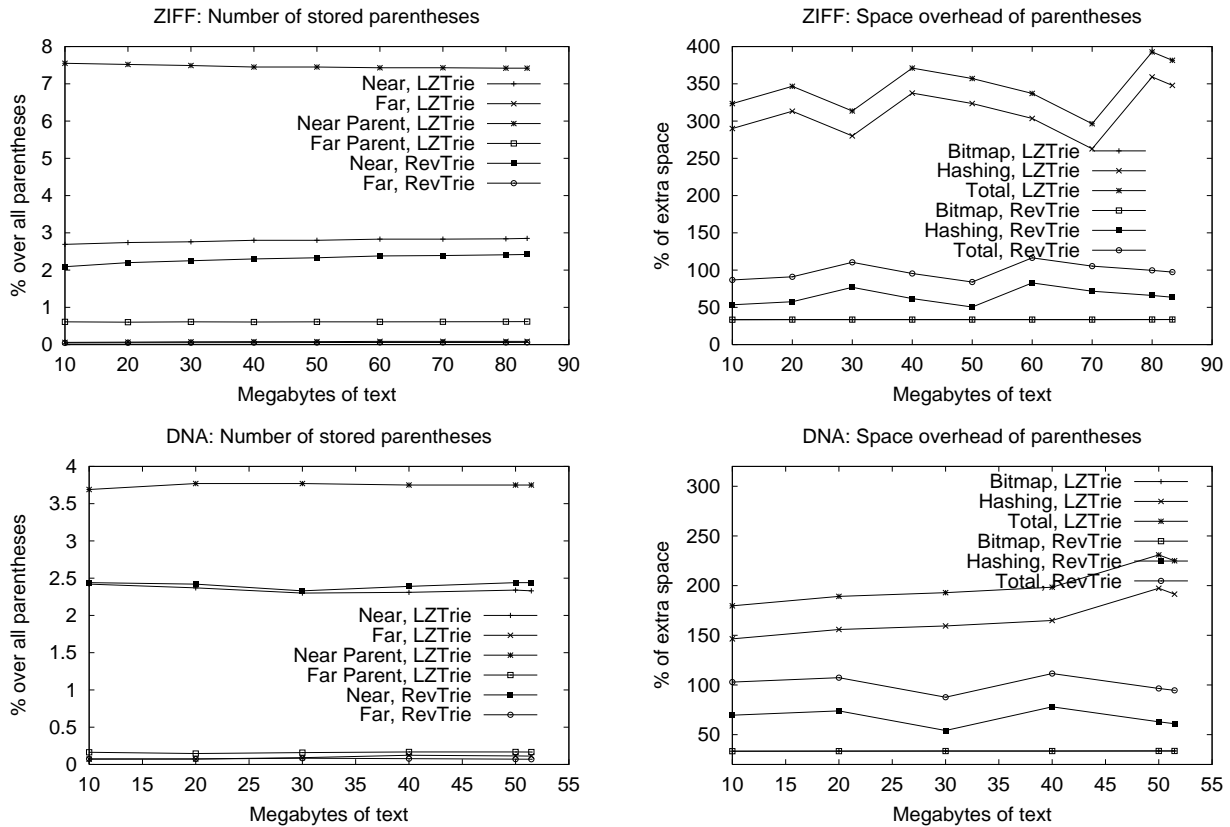 ZIFF: Number of stored parentheses
% over all parentheses
8
7
6
5
4
3
2
1
0
Near, LZTrie
Far, LZTrie
Near Parent, LZTrie
Far Parent, LZTrie
Near, RevTrie
Far, RevTrie
10 20 30 40 50 60 70 80 90
Megabytes of text
ZIFF: Space overhead of parentheses
% of extra space
400
350
300
250
200
150
100
50
0
Bitmap, LZTrie
Hashing, LZTrie
Total, LZTrie
Bitmap, RevTrie
Hashing, RevTrie
Total, RevTrie
10 20 30 40 50 60 70 80 90
Megabytes of text
DNA: Number of stored parentheses
% over all parentheses
4
3.5
3
2.5
2
1.5
1
0.5
0
Near, LZTrie
Far, LZTrie
Near Parent, LZTrie
Far Parent, LZTrie
Near, RevTrie
Far, RevTrie
10 15 20 25 30 35 40 45 50 55
Megabytes of text
DNA: Space overhead of parentheses
% of extra space
300
250
200
150
100
50
Bitmap, LZTrie
Hashing, LZTrie
Total, LZTrie
Bitmap, RevTrie
Hashing, RevTrie
Total, RevTrie
10 15 20 25 30 35 40 45 50 55
Megabytes of text